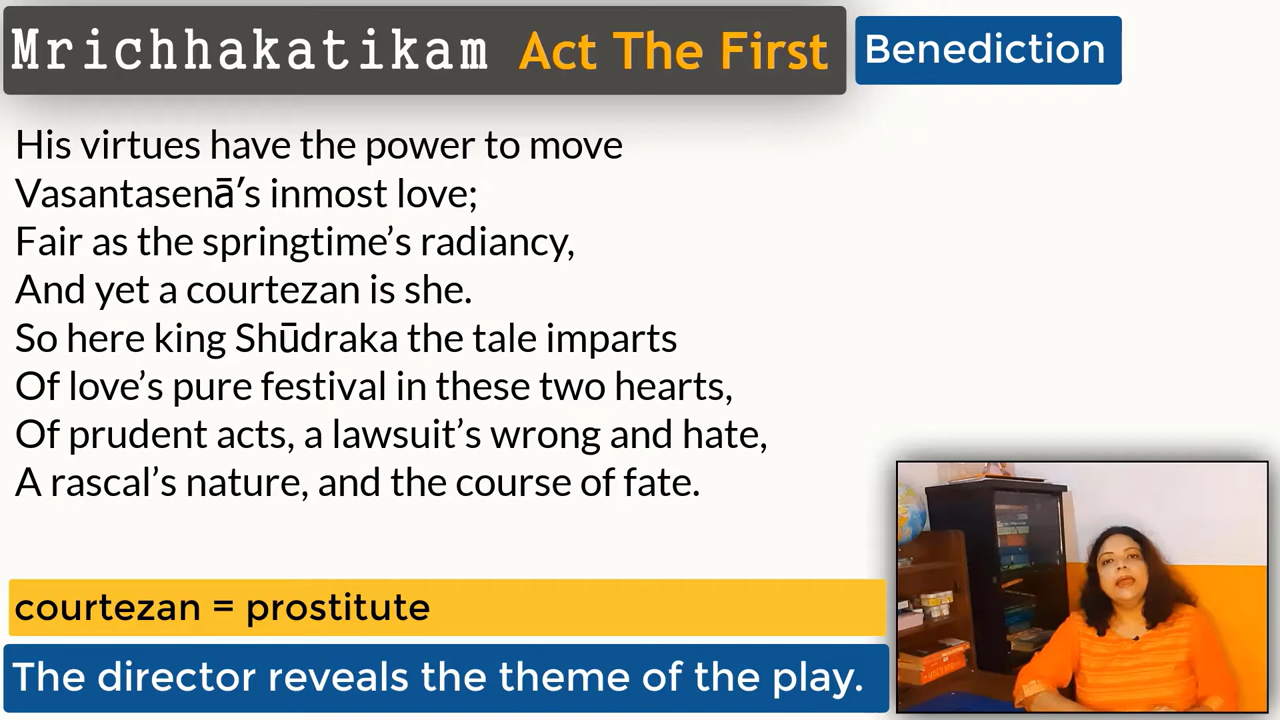 Mrichhakatikam Act The First
Benediction
His virtues have the power to move
Vasantasenā’s inmost love;
Fair as the springtime’s radiancy,
And yet a courtezan is she.
So here king Shūdraka the tale imparts
Of love’s pure festival in these two hearts,
Of prudent acts, a lawsuit’s wrong and hate,
A rascal’s nature, and the course of fate.
courtezan = prostitute
The director reveals the theme of the play.